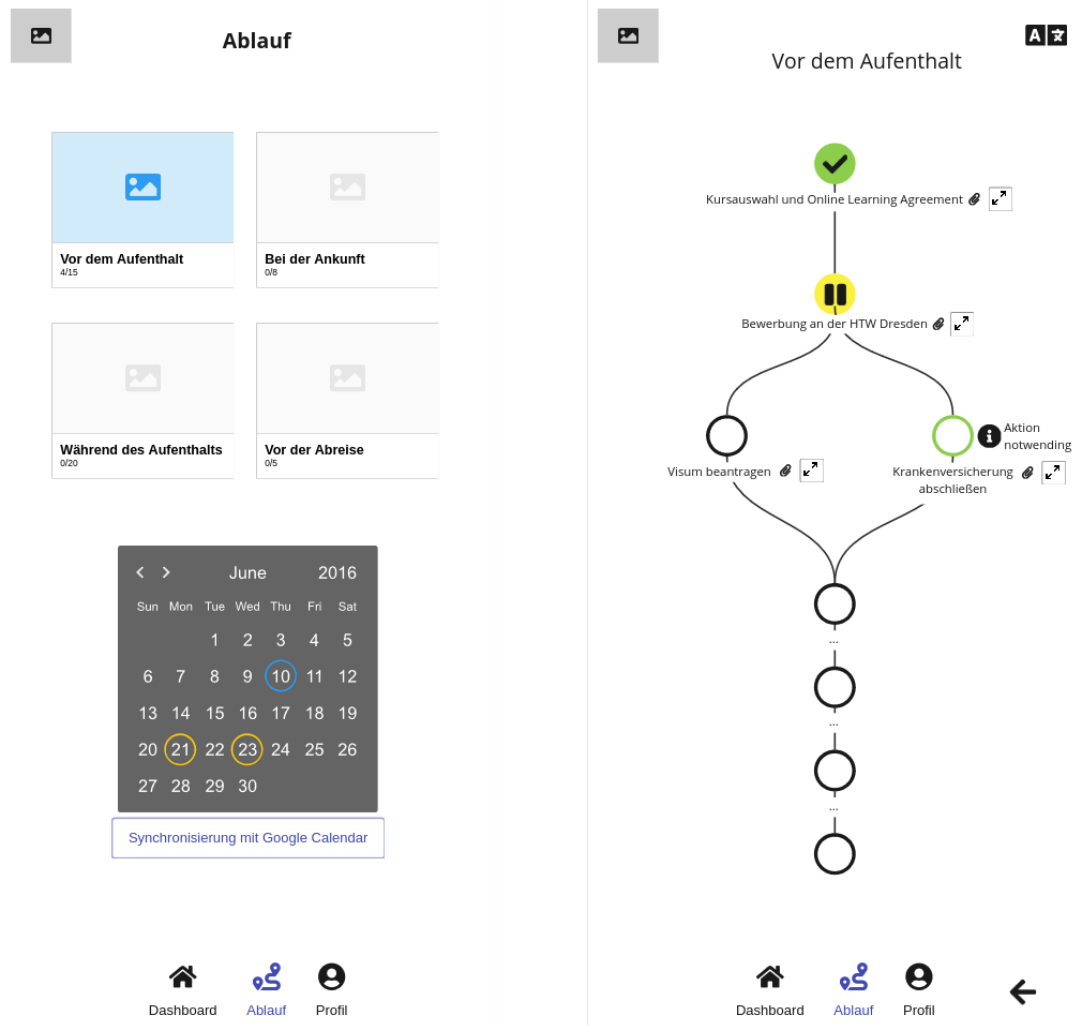 Ablauf
Vor dem Aufenthalt
4/15
Bei der Ankunft
0/8
Während des Aufenthalts
0/20
Vor der Abreise
0/5
June 2016
Sun Mon Tue Wed Thu Fri Sat
1 2 3 4 5
6 7 8 9 10 11 12
13 14 15 16 17 18 19
20 21 22 23 24 25 26
27 28 29 30
Synchronisierung mit Google Calendar
Dashboard Ablauf Profil
A 文
Vor dem Aufenthalt
Kursauswahl und Online Learning Agreement
Bewerbung an der HTW Dresden
Aktion
notwending
Visum beantragen
Krankenversicherung
abschließen
...
...
...
Dashboard Ablauf Profil